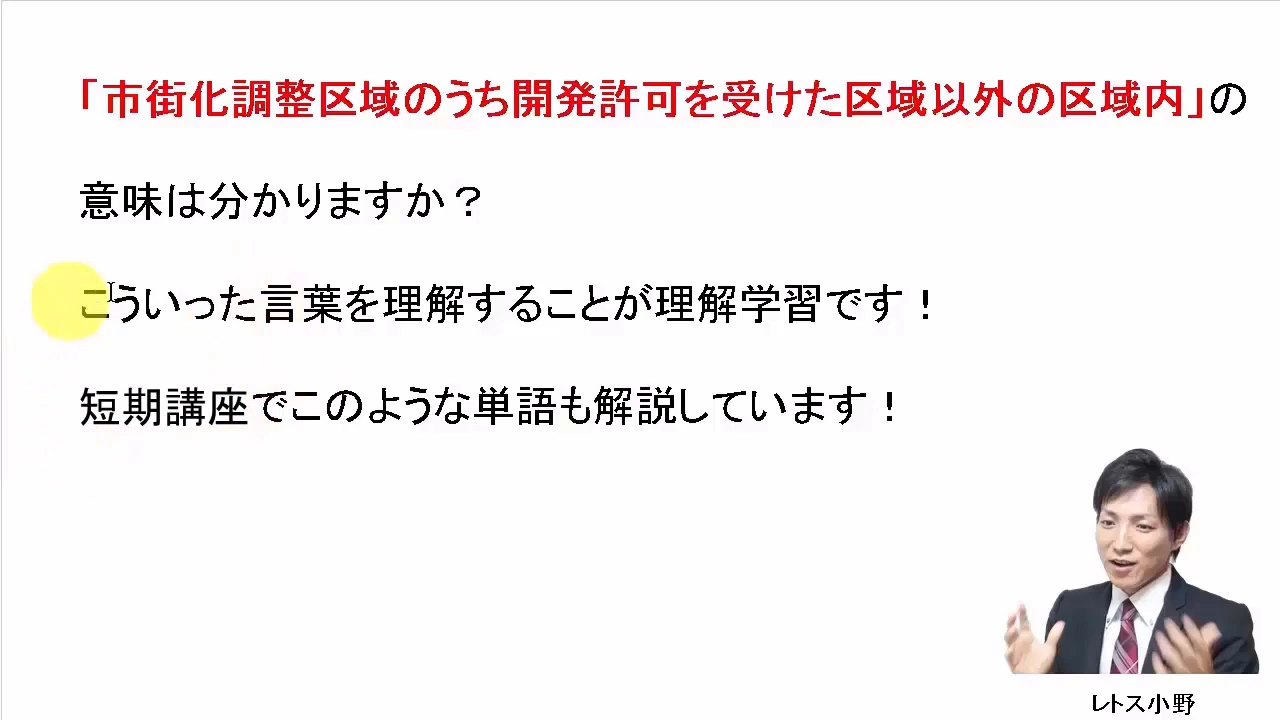 「市街化調整区域のうち開発許可を受けた区域以外の区域内」の
意味は分かりますか？
こういった言葉を理解することが理解学習です！
短期講座でこのような単語も解説しています！
レトス小野